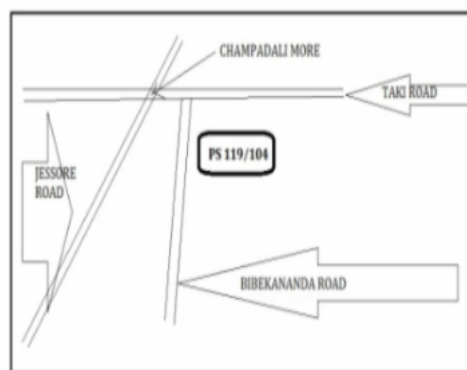 CHAMPADALI MORE
TAKI ROAD
PS 119/104
JESSORE
ROAD
BIBEKANANDA ROAD